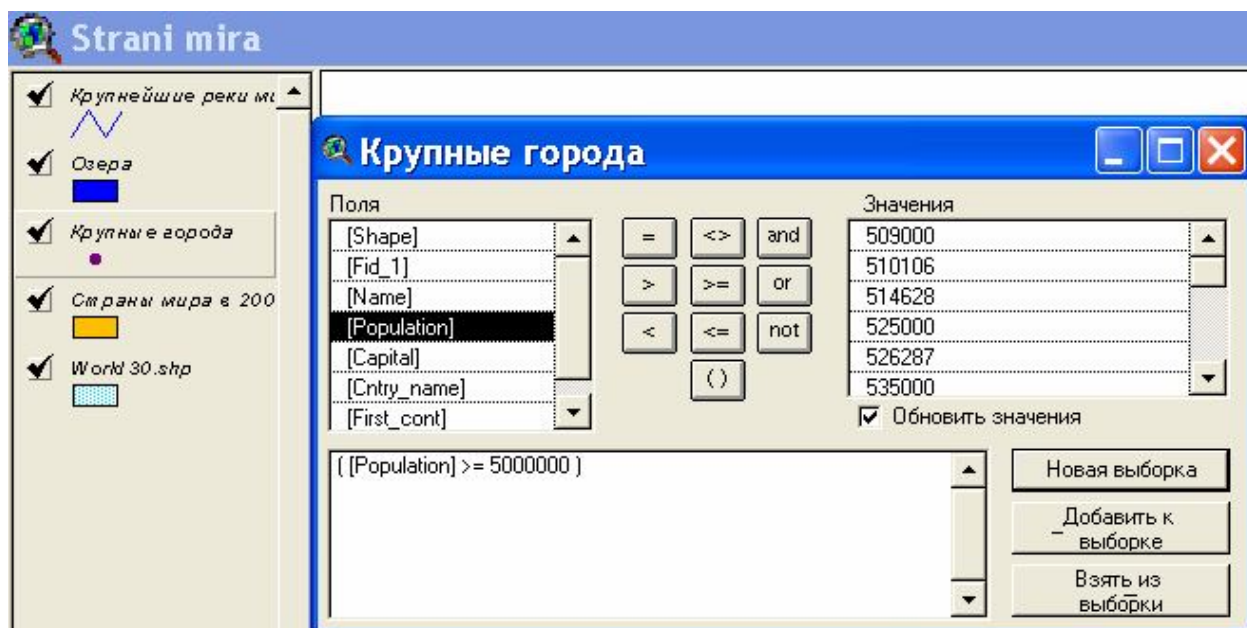 Strani mira
Крупнейшие реки ми
Озера
Крупные города
Страны мира в 200
World 30.shp
Крупные города
Поля
[Shape]
[Fid_1]
[Name]
[Population]
[Capital]
[Cntry_name]
[First_cont]
= <> and
> >= or
< <= not
( )
Значения
509000
510106
514628
525000
526287
535000
Обновить значения
( [Population] >= 5000000 )
Новая выборка
Добавить к
выборке
Взять из
выборки